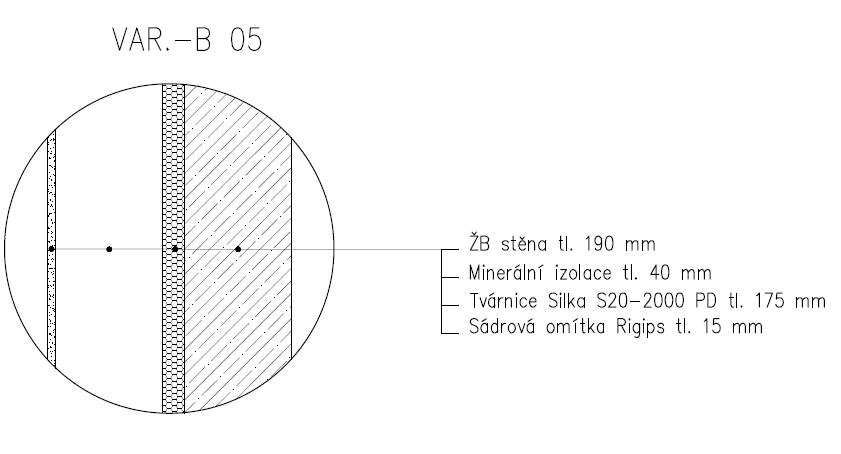 VAR.-B 05
ŽB stěna tl. 190 mm
Minerální izolace tl. 40 mm
Tvárnice Silka S20-2000 PD tl. 175 mm
Sádrová omítka Rigips tl. 15 mm